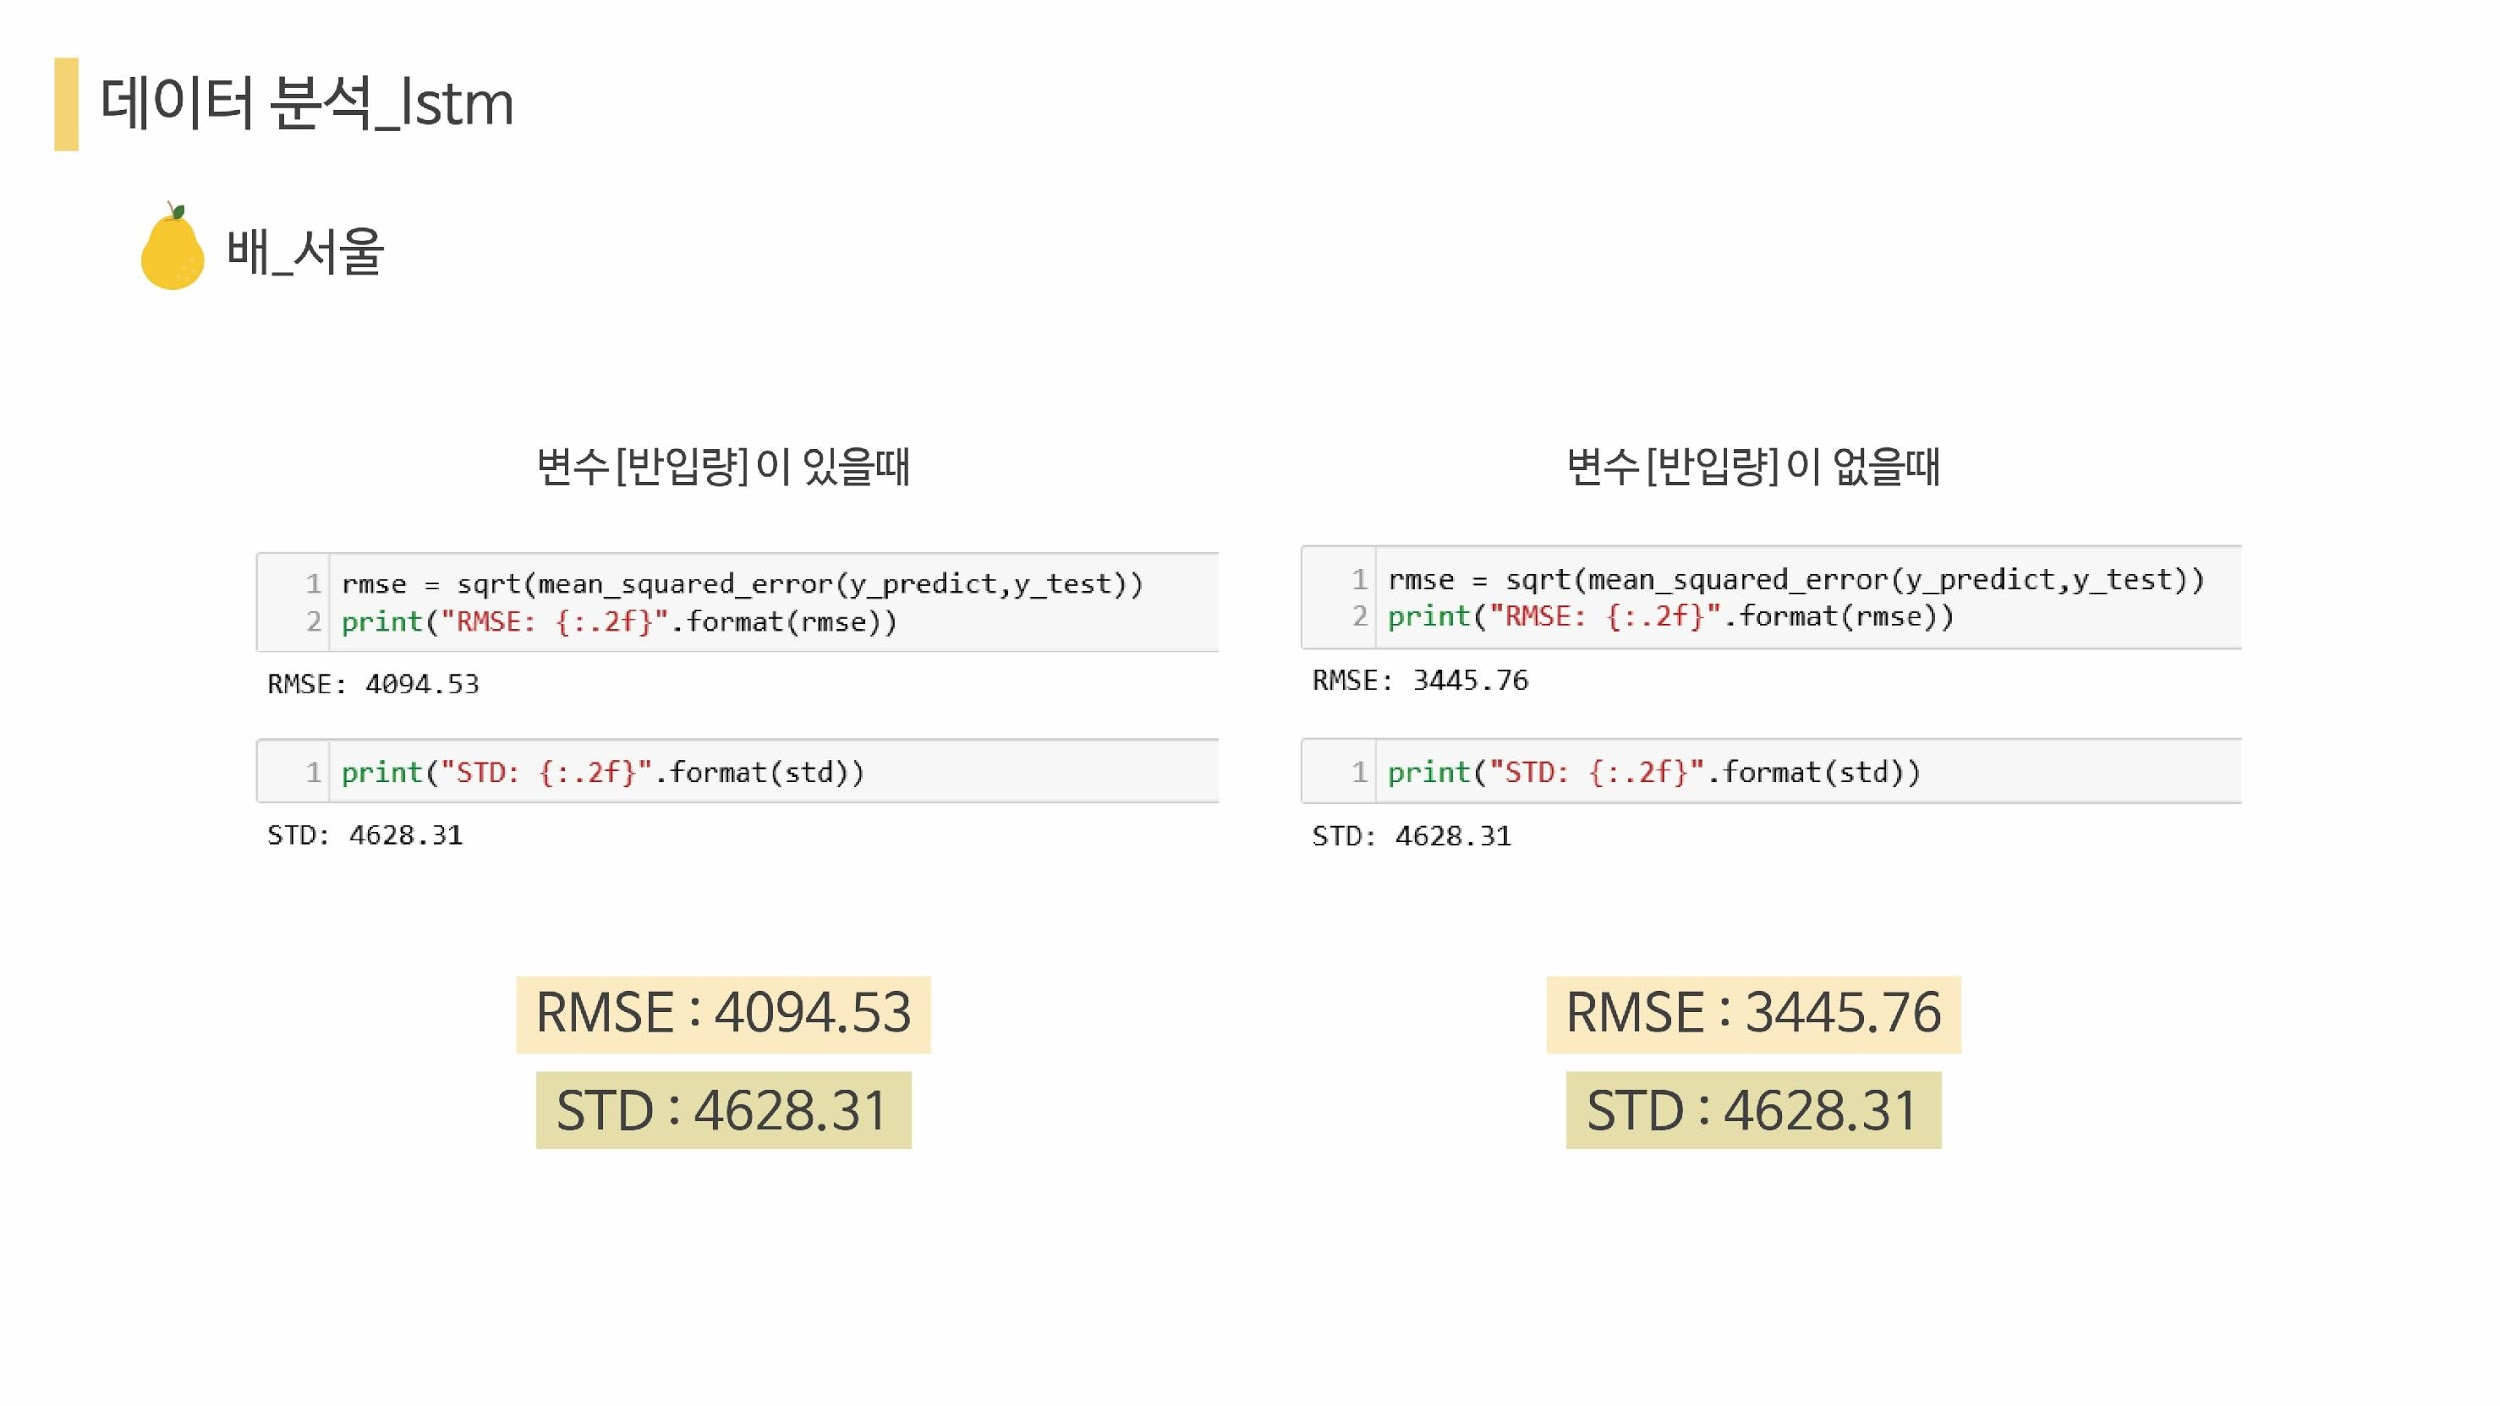 데이터 분석_lstm
배_서울
변수[반입량]이 있을때
1 rmse = sqrt(mean_squared_error(y_predict,y_test))
2 print("RMSE: {:.2f}".format(rmse))
RMSE: 4094.53
1 print("STD: {:.2f}".format(std))
STD: 4628.31
RMSE : 4094.53
STD : 4628.31
변수[반입량]이 없을때
1 rmse = sqrt(mean_squared_error(y_predict,y_test))
2 print("RMSE: {:.2f}".format(rmse))
RMSE: 3445.76
1 print("STD: {:.2f}".format(std))
STD: 4628.31
RMSE : 3445.76
STD : 4628.31